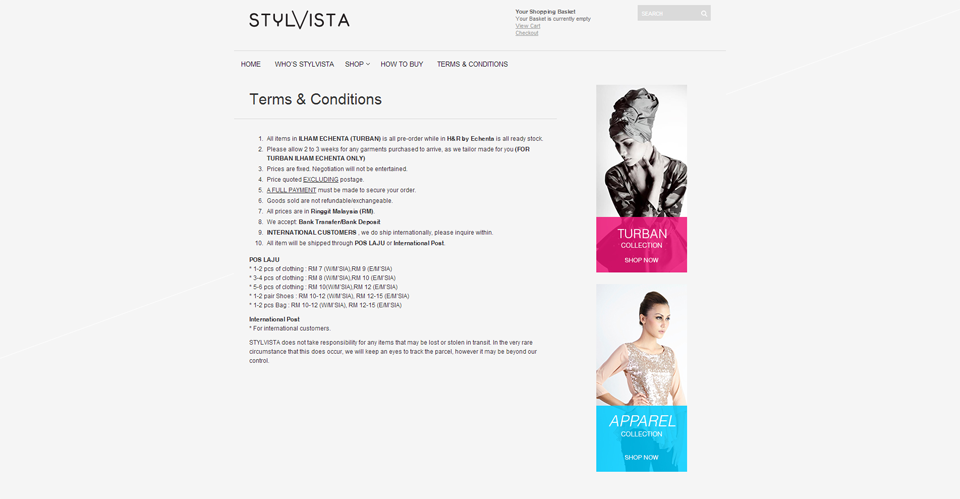 STYLVISTA
Your Shopping Basket
Your Basket is currently empty
View Cart
Checkout
SEARCH
HOME WHO'S STYLVISTA SHOP HOW TO BUY TERMS & CONDITIONS
Terms & Conditions
1. All items in ILHAM ECHENTA (TURBAN) is all pre-order while in H&R by Echenta is all ready stock.
2. Please allow 2 to 3 weeks for any garments purchased to arrive, as we tailor made for you (FOR
TURBAN ILHAM ECHENTA ONLY)
3. Prices are fixed. Negotiation will not be entertained.
4. Price quoted EXCLUDING postage.
5. A FULL PAYMENT must be made to secure your order.
6. Goods sold are not refundable/exchangeable.
7. All prices are in Ringgit Malaysia (RM).
8. We accept: Bank Transfer/Bank Deposit
9. INTERNATIONAL CUSTOMERS , we do ship internationally, please inquire within.
10. All item will be shipped through POS LAJU or International Post.
POS LAJU
* 1-2 pcs of clothing : RM 7 (W/M'SIA),RM 9 (E/M'SIA)
* 3-4 pcs of clothing : RM 8 (W/M'SIA),RM 10 (E/M'SIA)
* 5-6 pcs of clothing : RM 10(W/M'SIA),RM 12 (E/M'SIA)
* 1-2 pair Shoes : RM 10-12 (W/M'SIA), RM 12-15 (E/M'SIA)
* 1-2 pcs Bag : RM 10-12 (W/M'SIA), RM 12-15 (E/M'SIA)
International Post
* For international customers.
STYLVISTA does not take responsibility for any items that may be lost or stolen in transit. In the very rare
circumstance that this does occur, we will keep an eyes to track the parcel, however it may be beyond our
control.
TURBAN
COLLECTION
SHOP NOW
APPAREL
COLLECTION
SHOP NOW